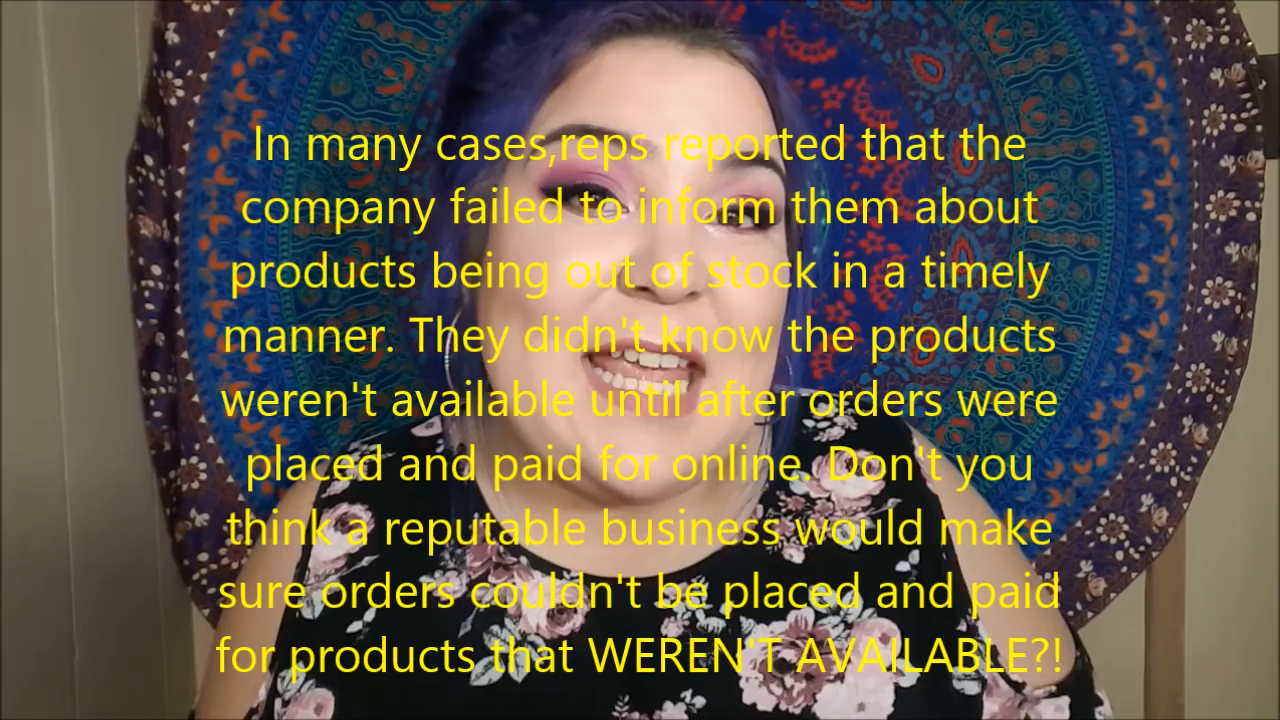 In many cases,reps reported that the
company failed to inform them about
products being out of stock in a timely
manner. They didn't know the products
weren't available until after orders were
placed and paid for online. Don't you
think a reputable business would make
sure orders couldn't be placed and paid
for products that WEREN'T AVAILABLE?!